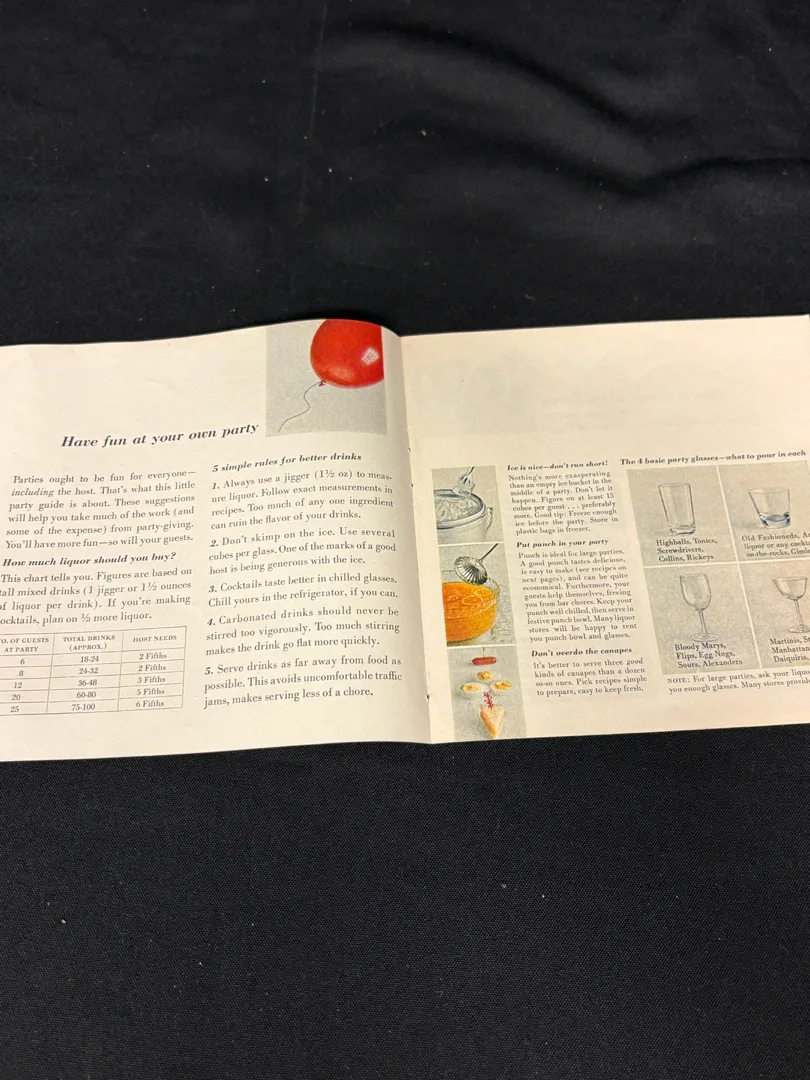 Have fun at your own party
Parties ought to be fun for everyone—
including the host. That's what this little
party guide is about. These suggestions
will help you take much of the work (and
some of the expense) from party-giving.
You'll have more fun—so will your guests.
How much liquor should you buy?
This chart tells you. Figures are based on
tall mixed drinks (1 jigger or 1½ ounces
of liquor per drink). If you're making
cocktails, plan on ⅓ more liquor.
NO. OF GUESTS AT PARTY TOTAL DRINKS (APPROX.) HOST NEEDS
6 18-24 2 Fifths
8 24-32 2 Fifths
12 36-48 3 Fifths
20 60-80 5 Fifths
25 75-100 6 Fifths
5 simple rules for better drinks
1. Always use a jigger (1½ oz) to meas-
ure liquor. Follow exact measurements in
recipes. Too much of any one ingredient
can ruin the flavor of your drinks.
2. Don't skimp on the ice. Use several
cubes per glass. One of the marks of a good
host is being generous with the ice.
3. Cocktails taste better in chilled glasses.
Chill yours in the refrigerator, if you can.
4. Carbonated drinks should never be
stirred too vigorously. Too much stirring
makes the drink go flat more quickly.
5. Serve drinks as far away from food as
possible. This avoids uncomfortable traffic
jams, makes serving less of a chore.
Ice is nice—don't run short!
Nothing's more exasperating
than an empty ice bucket in the
middle of a party. Don't let it
happen. Figure on at least 15
cubes per guest . . . preferably
more. Good tip: Freeze enough
ice before the party. Store in
plastic bags in freezer.
Put punch in your party
Punch is ideal for large parties.
A good punch tastes delicious,
is easy to make (see recipes on
next pages), and can be quite
economical. Furthermore, your
guests help themselves, freeing
you from bar chores. Keep your
punch well chilled, then serve in
festive punch bowl. Many liquor
stores will be happy to rent
you punch bowl and glasses.
Don't overdo the canapes
It's better to serve three good
kinds of canapes than a dozen
so-so ones. Pick recipes simple
to prepare, easy to keep fresh.
The 4 basic party glasses—what to pour in each
Highballs, Tonics,
Screwdrivers,
Collins, Rickeys
Old Fashioneds,
liquor or any
on-the-rocks,
Bloody Marys,
Flips, Egg Nogs,
Sours, Alexanders
Martinis,
NOTE: For large parties, ask your
you enough glasses. Many stores